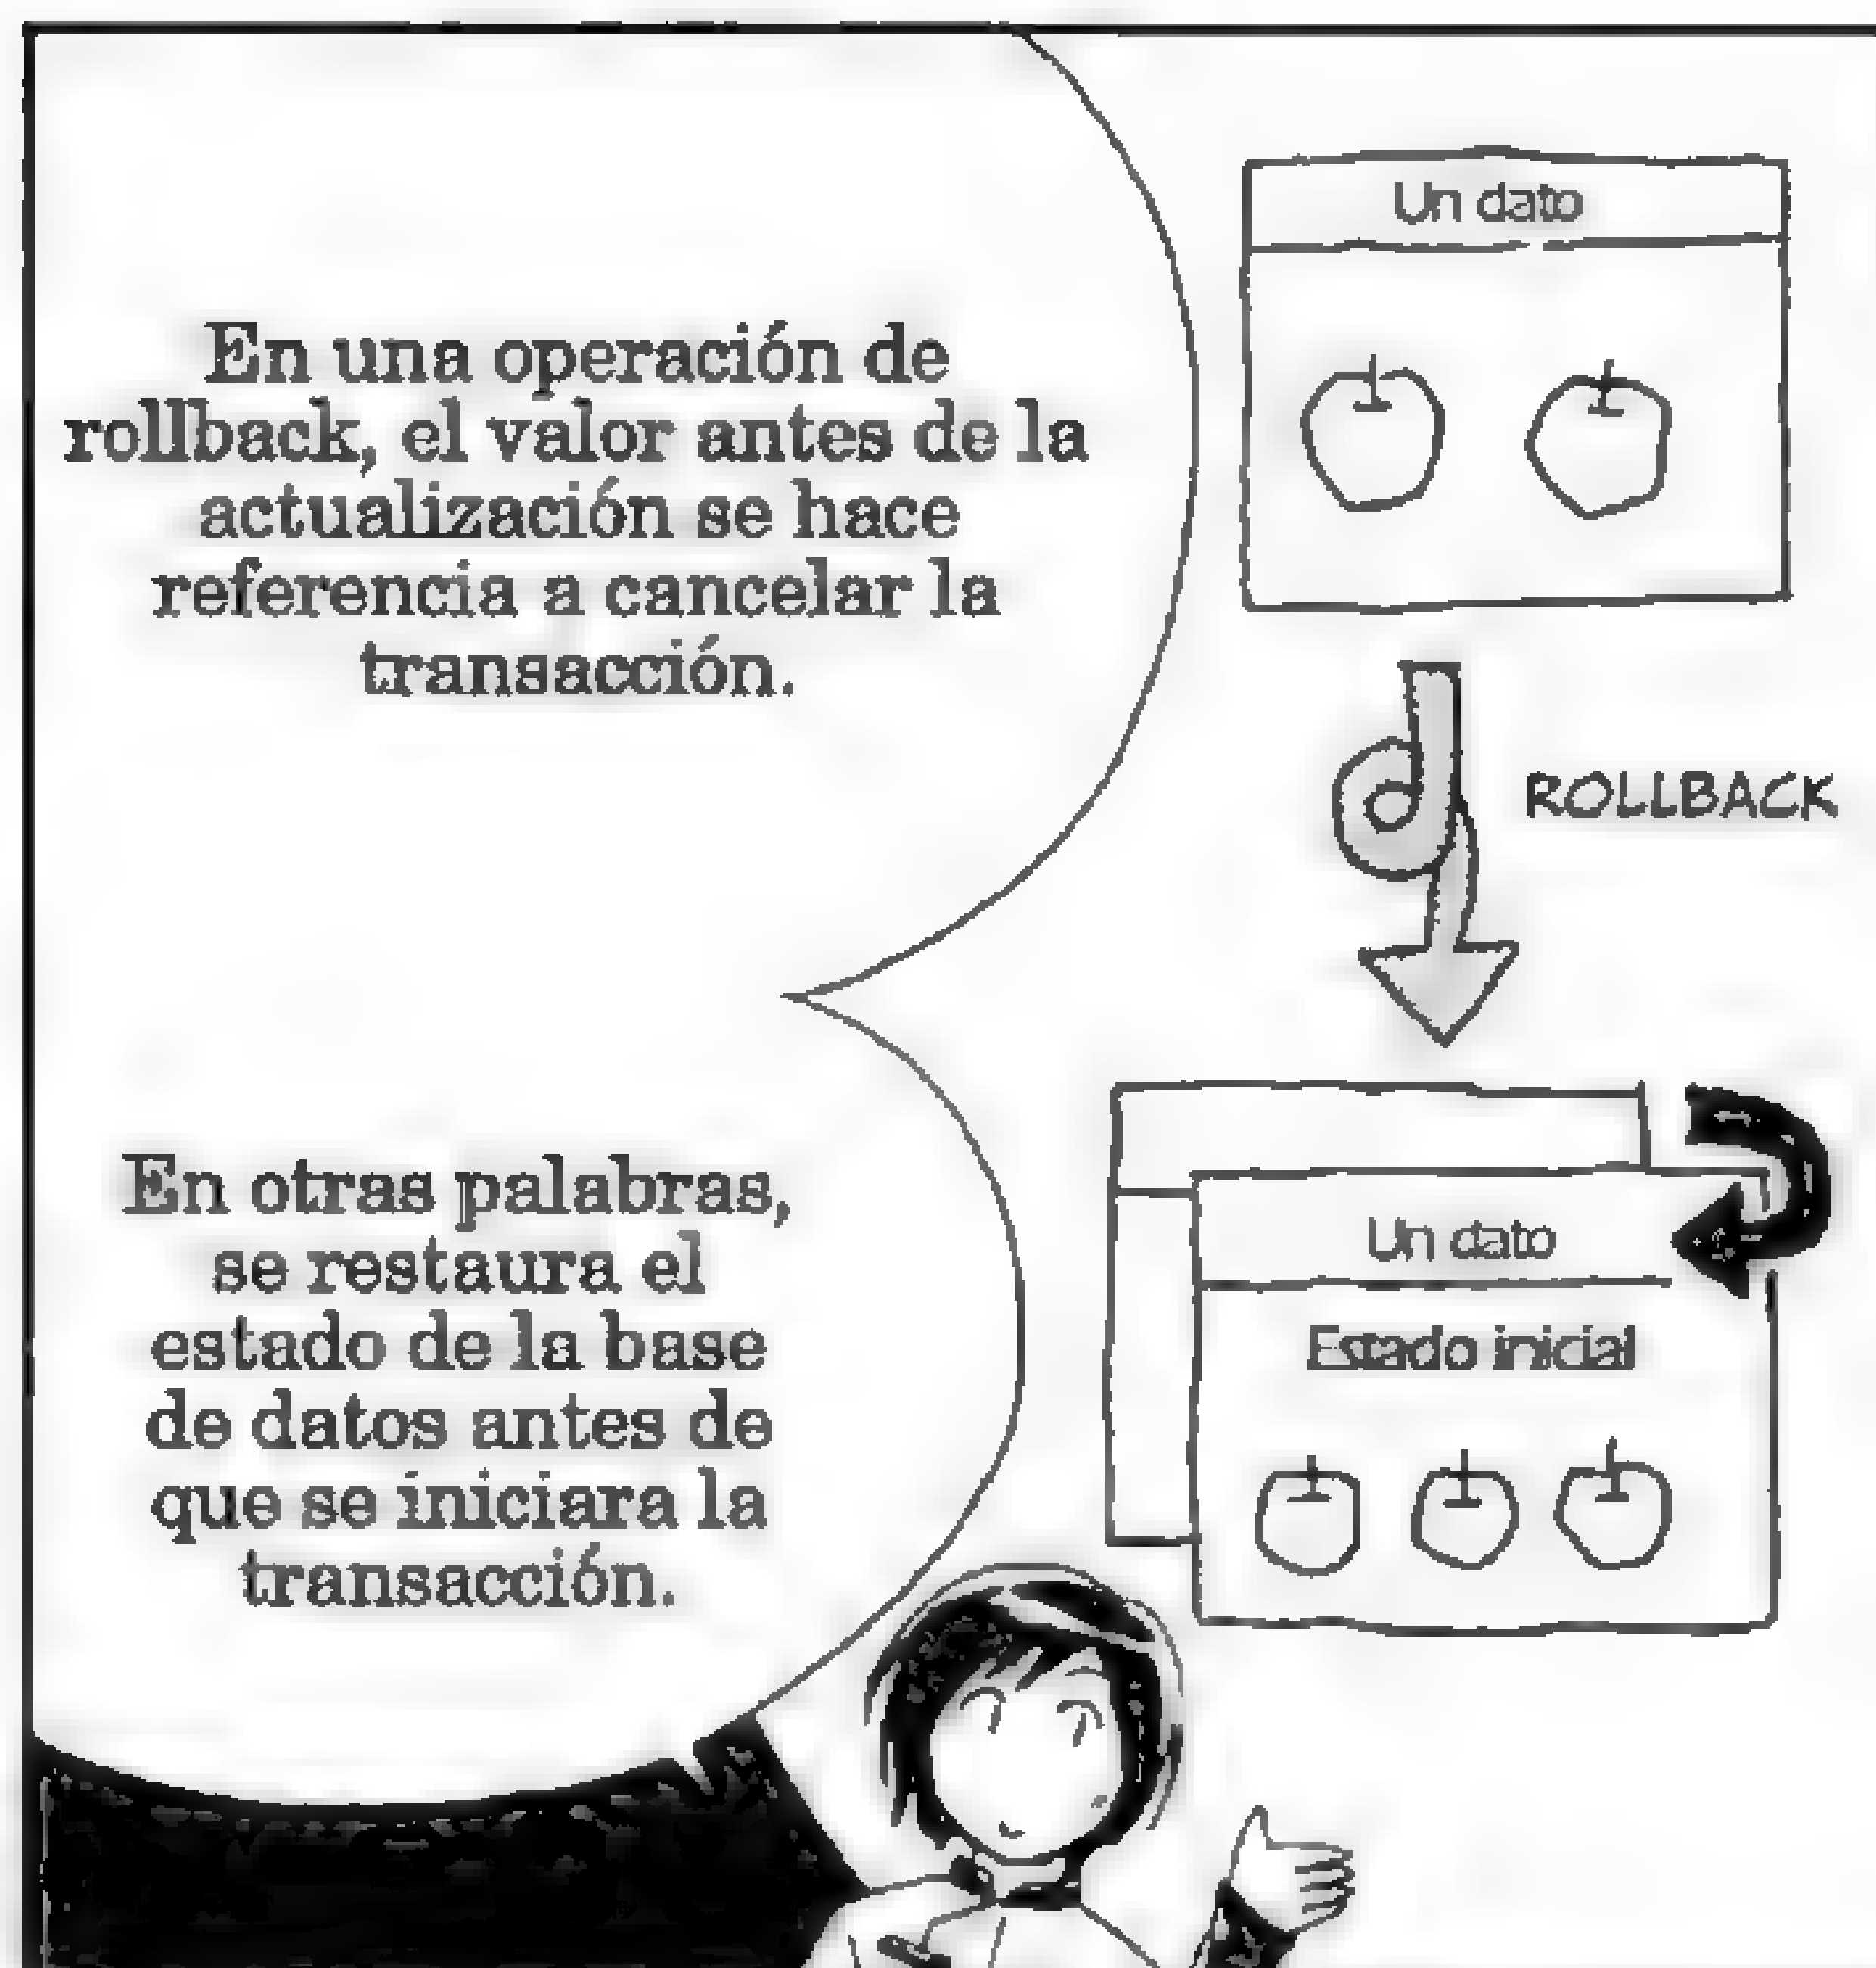 En una operación de
rollback, el valor antes de la
actualización se hace
referencia a cancelar la
transacción.
En otras palabras,
se restaura el
estado de la base
de datos antes de
que se iniciara la
transacción.
Un dato
ROLLBACK
Un dato
Estado inicial